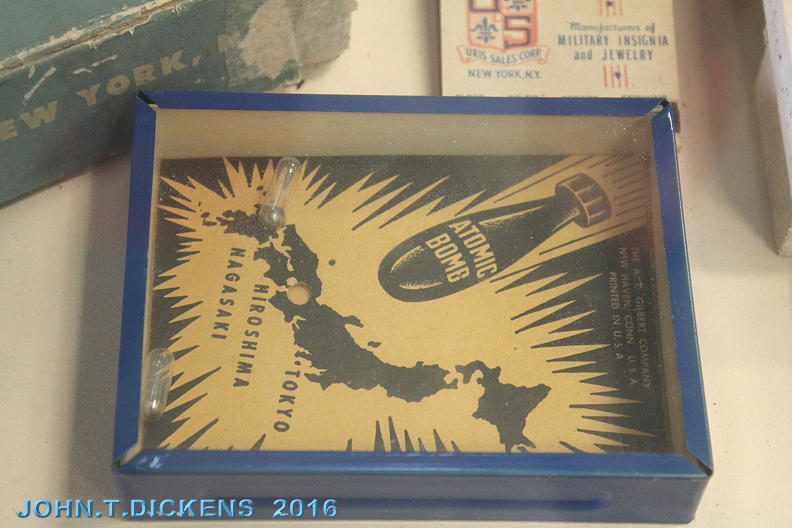 EW YORK, N
URIS SALES CORP.
NEW YORK, N.Y.
Manufacturers of
MILITARY INSIGNIA
and JEWELRY
ATOMIC
BOMB
THE A. C. GILBERT COMPANY
NEW HAVEN, CONN. U.S.A.
PRINTED IN U.S.A.
NAGASAKI
HIROSHIMA
TOKYO
JOHN.T.DICKENS 2016